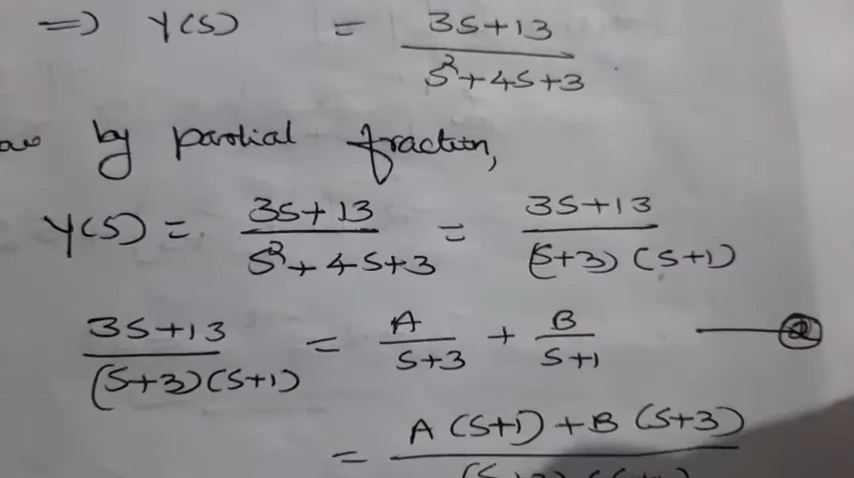 => Y(S) = 3S+13 / S²+4S+3
by partial fraction,
Y(S) = 3S+13 / S²+4S+3 = 3S+13 / (S+3)(S+1)
3S+13 / (S+3)(S+1) = A / S+3 + B / S+1 —— ②
= A(S+1)+B(S+3)